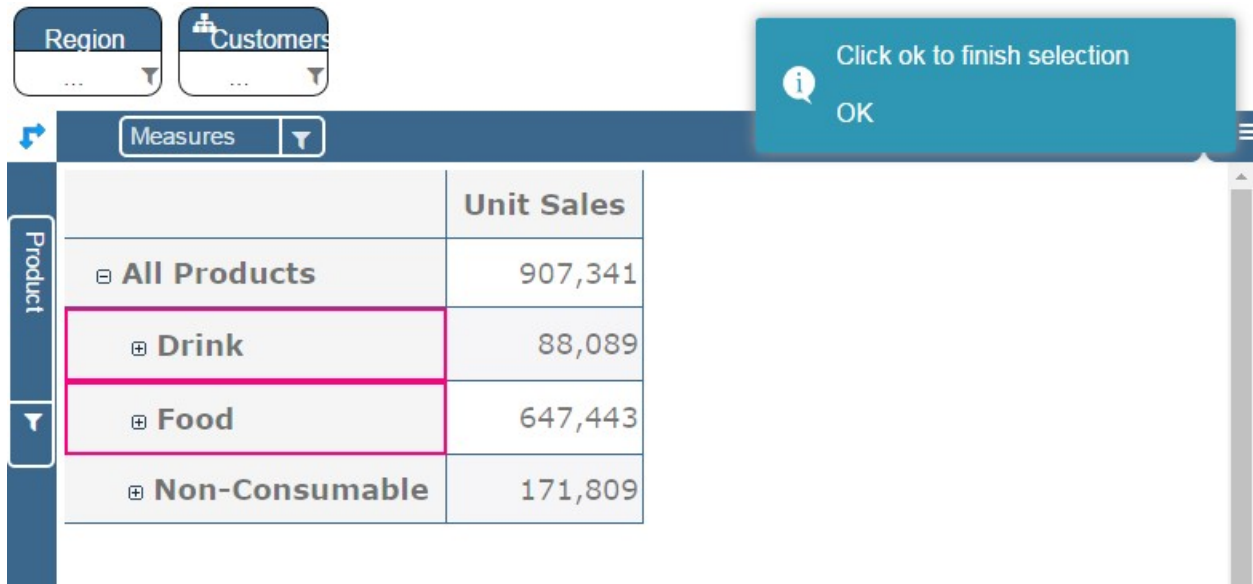 Region
Customers
...
...
Click ok to finish selection
OK
Measures
Product
Unit Sales
All Products 907,341
Drink 88,089
Food 647,443
Non-Consumable 171,809